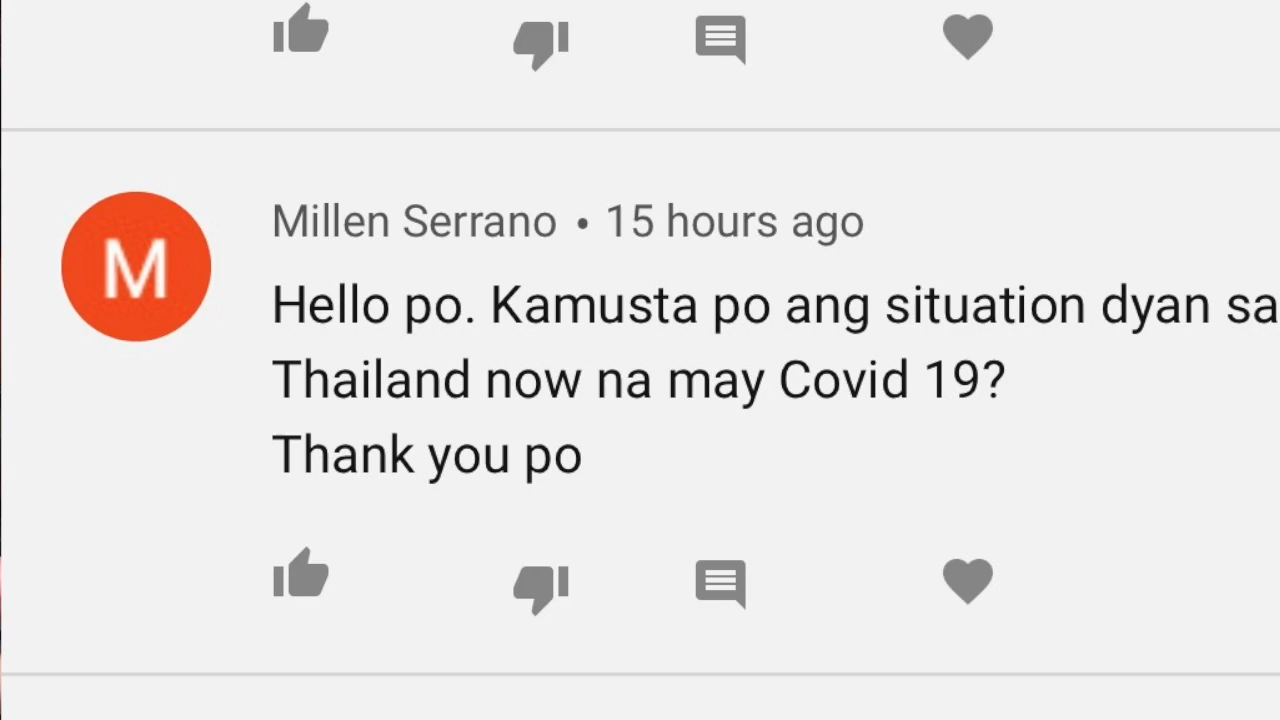 M
Millen Serrano • 15 hours ago
Hello po. Kamusta po ang situation dyan sa
Thailand now na may Covid 19?
Thank you po